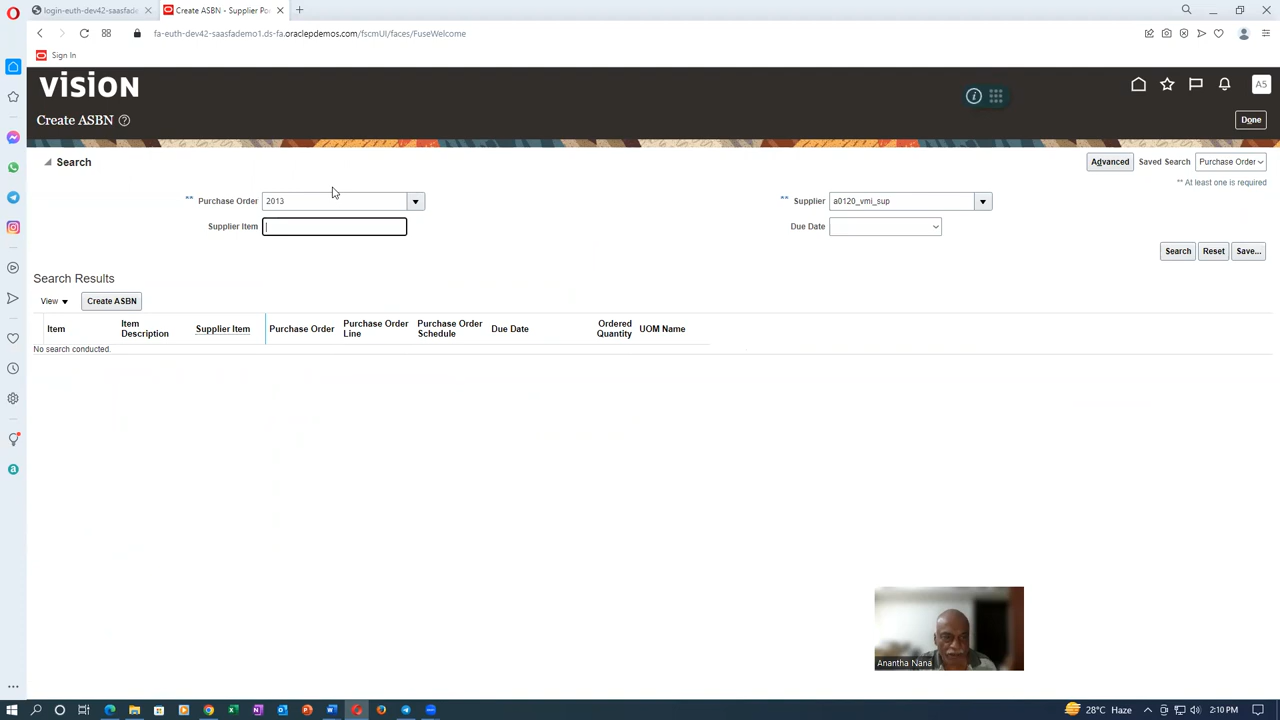 login-euth-dev42-saasfade
Create ASBN - Supplier Po
fa-euth-dev42-saasfademo1.ds-fa.oraclepdemos.com/fscmUI/faces/FuseWelcome
Sign In
vision
A5
Create ASBN
Done
Search
Advanced
Saved Search
Purchase Order
** At least one is required
** Purchase Order
2013
** Supplier
a0120_vmi_sup
Supplier Item
Due Date
Search
Reset
Save...
Search Results
View
Create ASBN
Item
Item Description
Supplier Item
Purchase Order
Purchase Order Line
Purchase Order Schedule
Due Date
Ordered Quantity
UOM Name
No search conducted.
Anantha Nana
28°C Haze
2:10 PM